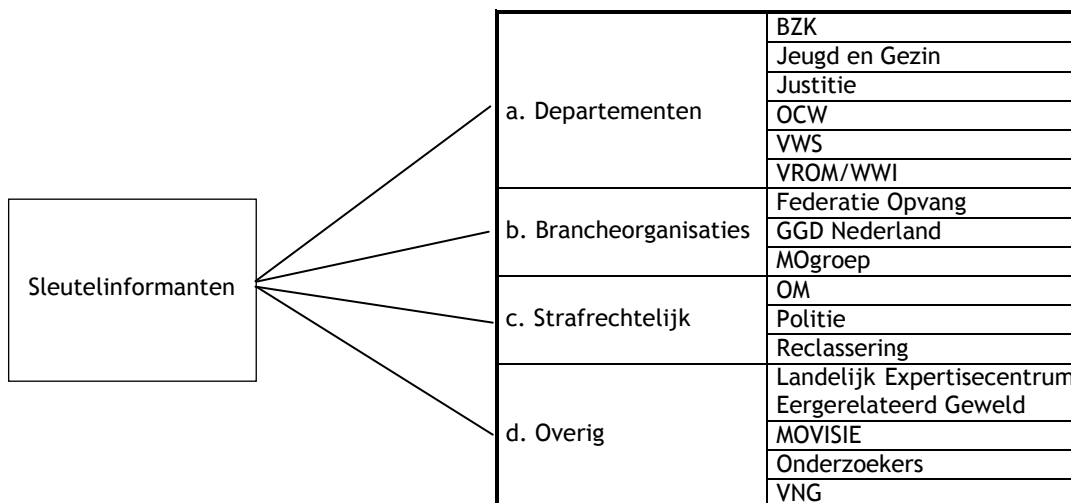 Sleutelinformanten
a. Departementen
BZK
Jeugd en Gezin
Justitie
OCW
VWS
VROM/WWI
b. Brancheorganisaties
Federatie Opvang
GGD Nederland
MOgroep
c. Strafrechtelijk
OM
Politie
Reclassering
d. Overig
Landelijk Expertisecentrum
Eergerelateerd Geweld
MOVISIE
Onderzoekers
VNG